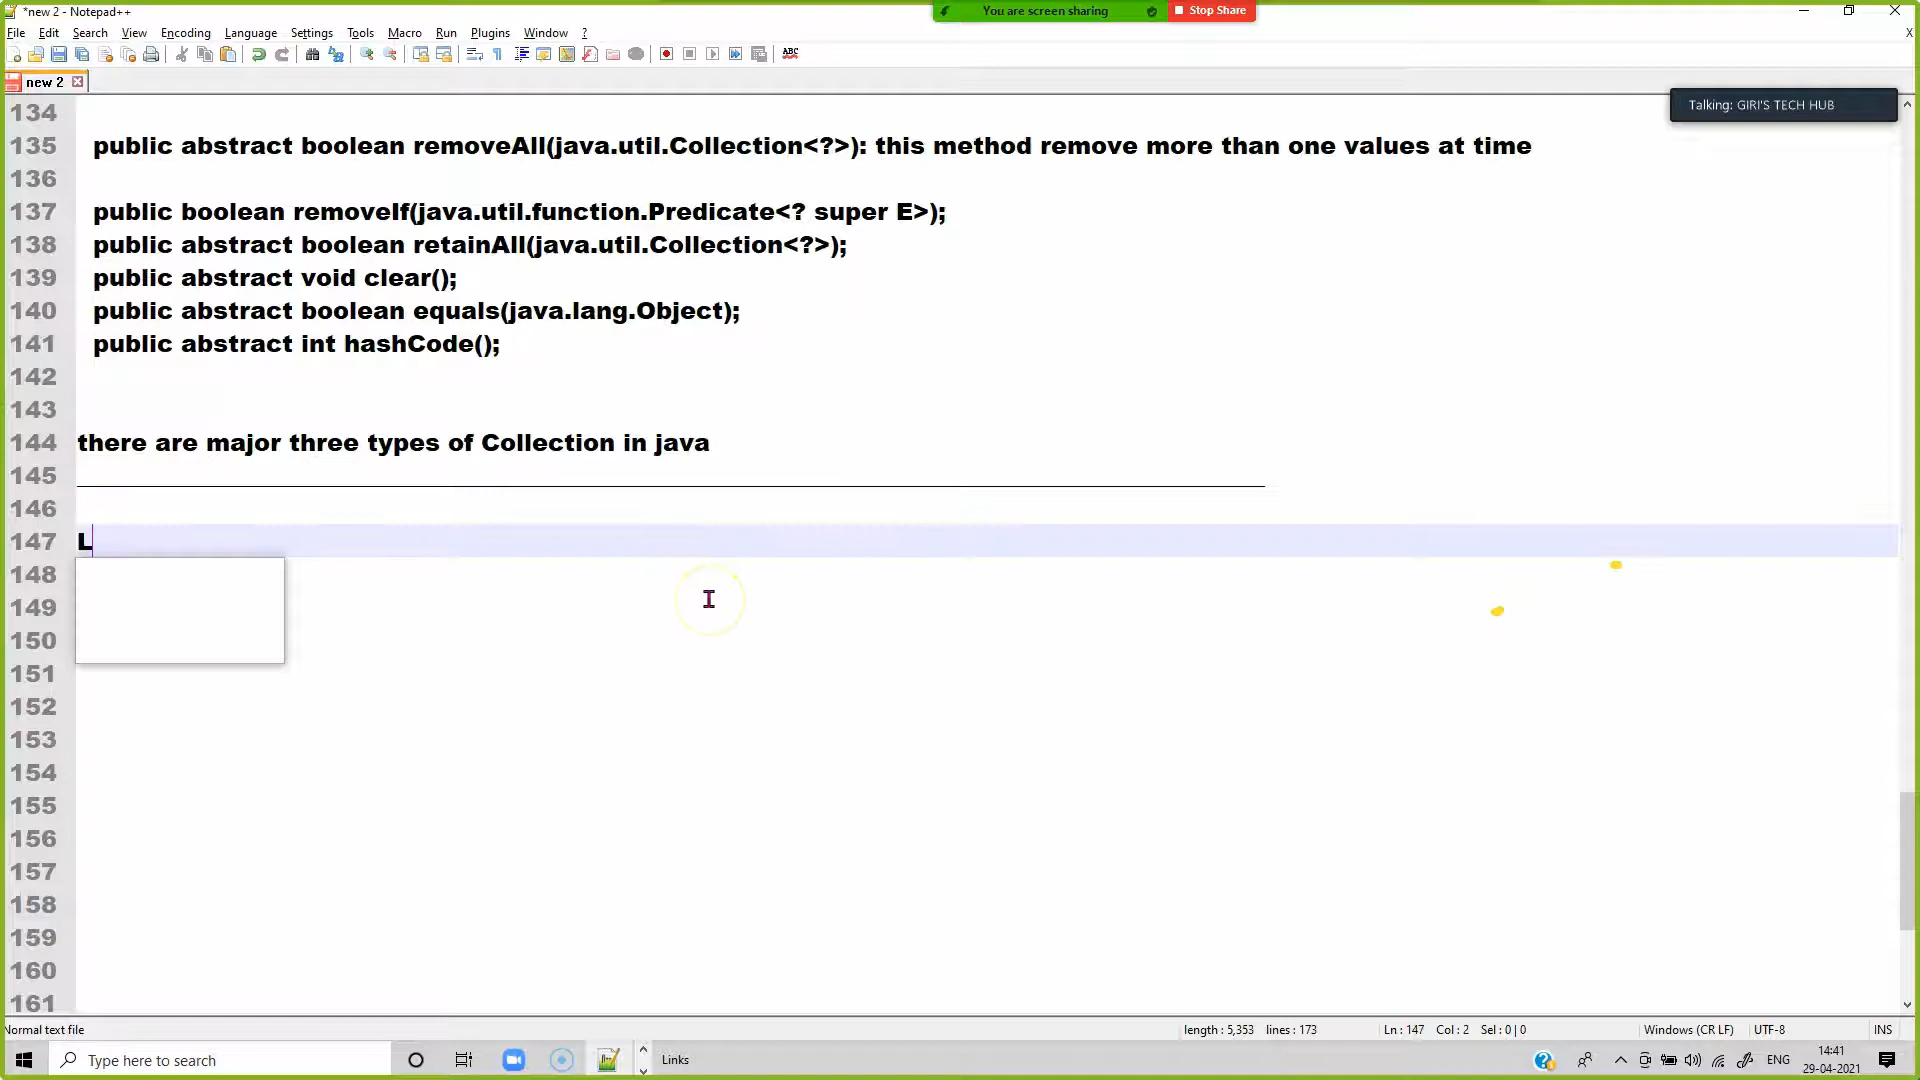 *new 2 - Notepad++
You are screen sharing
Stop Share
File Edit Search View Encoding Language Settings Tools Macro Run Plugins Window ?
X
ABC
new 2
Talking: GIRI'S TECH HUB
134
135 public abstract boolean removeAll(java.util.Collection<?>): this method remove more than one values at time
136
137 public boolean removeIf(java.util.function.Predicate<? super E>);
138 public abstract boolean retainAll(java.util.Collection<?>);
139 public abstract void clear();
140 public abstract boolean equals(java.lang.Object);
141 public abstract int hashCode();
142
143
144 there are major three types of Collection in java
145
146
147 L
148
149
150
151
152
153
154
155
156
157
158
159
160
161
Normal text file length : 5,353 lines : 173 Ln : 147 Col : 2 Sel : 0 | 0 Windows (CR LF) UTF-8 INS
Type here to search
Links
ENG
14:41
29-04-2021